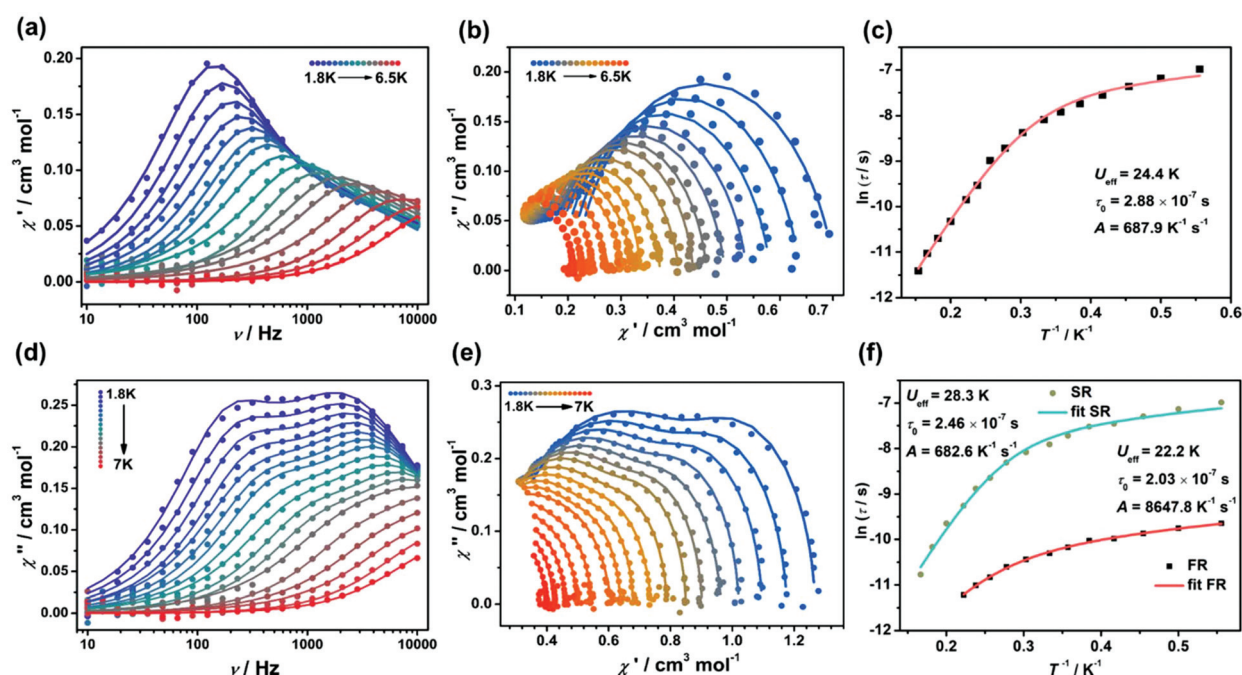 (a)
χ' / cm³ mol⁻¹
0.20
0.15
0.10
0.05
0.00
1.8K → 6.5K
10 100 1000 10000
ν / Hz
(b)
χ'' / cm³ mol⁻¹
0.20
0.15
0.10
0.05
0.00
1.8K → 6.5K
0.1 0.2 0.3 0.4 0.5 0.6 0.7
χ' / cm³ mol⁻¹
(c)
ln (τ / s)
-7
-8
-9
-10
-11
-12
U_eff = 24.4 K
τ₀ = 2.88 × 10⁻⁷ s
A = 687.9 K⁻¹ s⁻¹
0.2 0.3 0.4 0.5 0.6
T⁻¹ / K⁻¹
(d)
χ'' / cm³ mol⁻¹
0.25
0.20
0.15
0.10
0.05
0.00
1.8K
7K
10 100 1000 10000
ν / Hz
(e)
χ'' / cm³ mol⁻¹
0.3
0.2
0.1
0.0
1.8K → 7K
0.4 0.6 0.8 1.0 1.2
χ' / cm³ mol⁻¹
(f)
ln (τ / s)
-5
-6
-7
-8
-9
-10
-11
-12
U_eff = 28.3 K
τ₀ = 2.46 × 10⁻⁷ s
A = 682.6 K⁻¹ s⁻¹
SR
fit SR
U_eff = 22.2 K
τ₀ = 2.03 × 10⁻⁷ s
A = 8647.8 K⁻¹ s⁻¹
FR
fit FR
0.2 0.3 0.4 0.5
T⁻¹ / K⁻¹